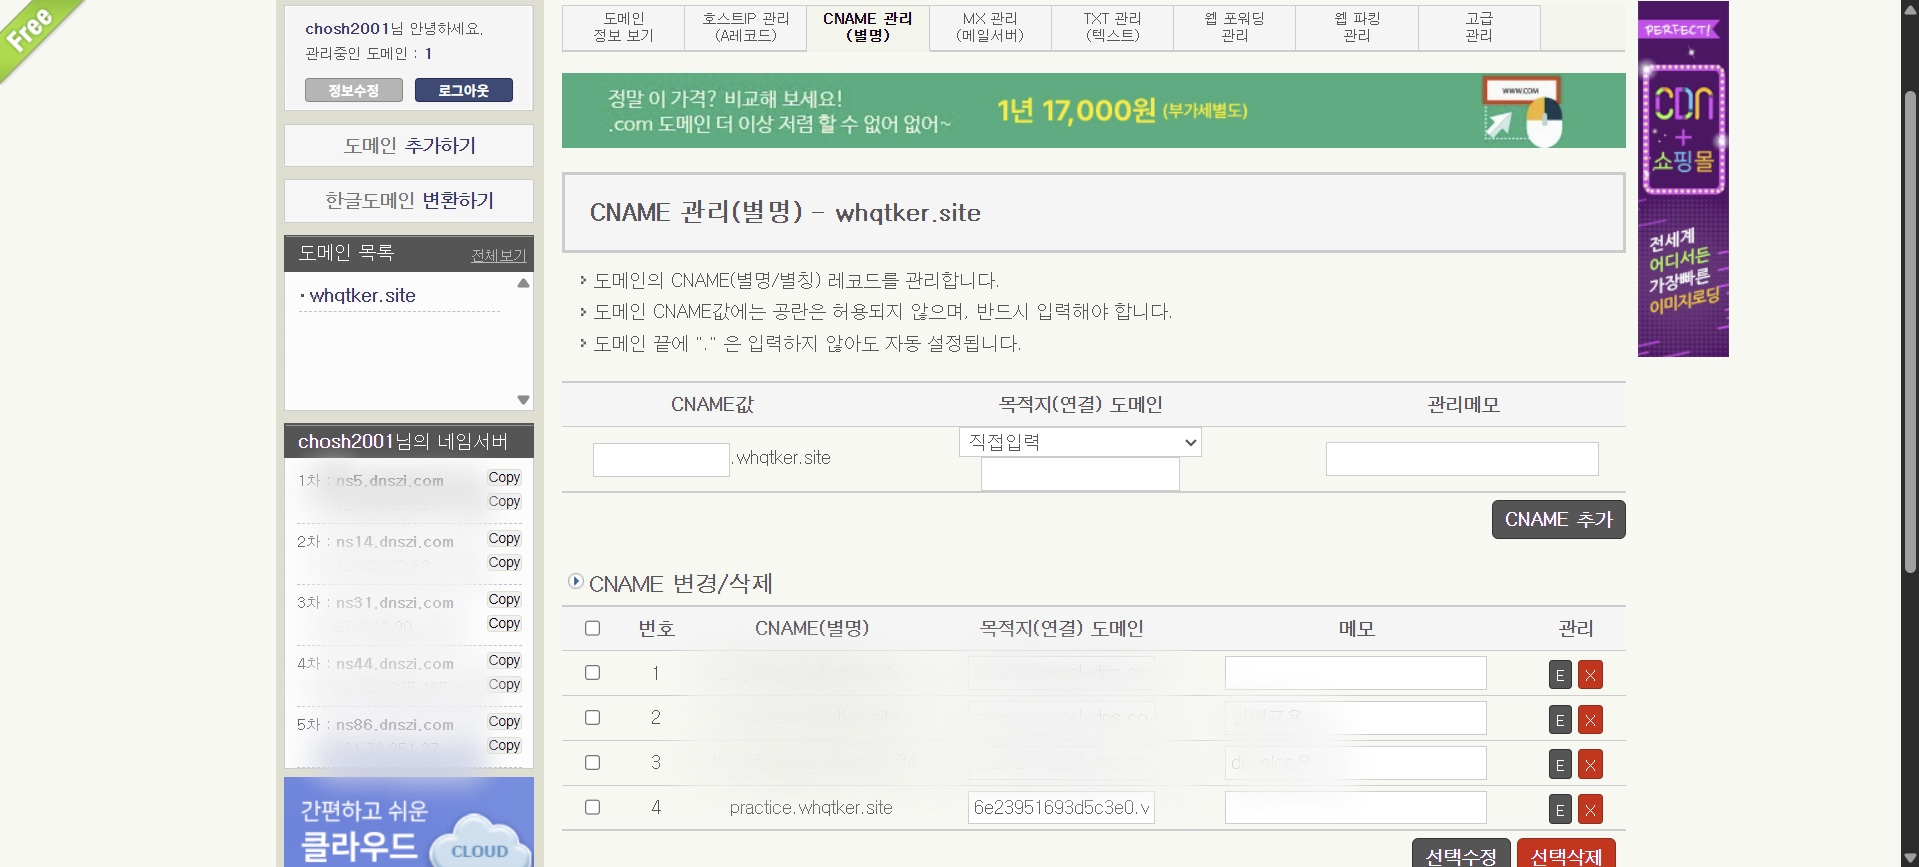 Free
chosh2001님 안녕하세요.
관리중인 도메인 : 1
정보수정 로그아웃
도메인 추가하기
한글도메인 변환하기
도메인 목록 전체보기
· whqtker.site
chosh2001님의 네임서버
1차 : ns5.dnszi.com Copy
Copy
2차 : ns14.dnszi.com Copy
Copy
3차 : ns31.dnszi.com Copy
Copy
4차 : ns44.dnszi.com Copy
Copy
5차 : ns86.dnszi.com Copy
Copy
간편하고 쉬운
클라우드
CLOUD
도메인 정보 보기
호스트IP 관리 (A레코드)
CNAME 관리 (별명)
MX 관리 (메일서버)
TXT 관리 (텍스트)
웹 포워딩 관리
웹 파킹 관리
고급 관리
정말 이 가격? 비교해 보세요!
.com 도메인 더 이상 저렴 할 수 없어 없어~
1년 17,000원 (부가세별도)
WWW.COM
CNAME 관리(별명) - whqtker.site
도메인의 CNAME(별명/별칭) 레코드를 관리합니다.
도메인 CNAME값에는 공란은 허용되지 않으며, 반드시 입력해야 합니다.
도메인 끝에 "." 은 입력하지 않아도 자동 설정됩니다.
CNAME값 목적지(연결) 도메인 관리메모
직접입력
.whqtker.site
CNAME 추가
CNAME 변경/삭제
번호 CNAME(별명) 목적지(연결) 도메인 메모 관리
1 E X
2 E X
3 E X
4 practice.whqtker.site 6e23951693d5c3e0.v E X
선택수정 선택삭제
PERFECT!
CDN
+
쇼핑몰
전세계
어디서든
가장빠른
이미지로딩